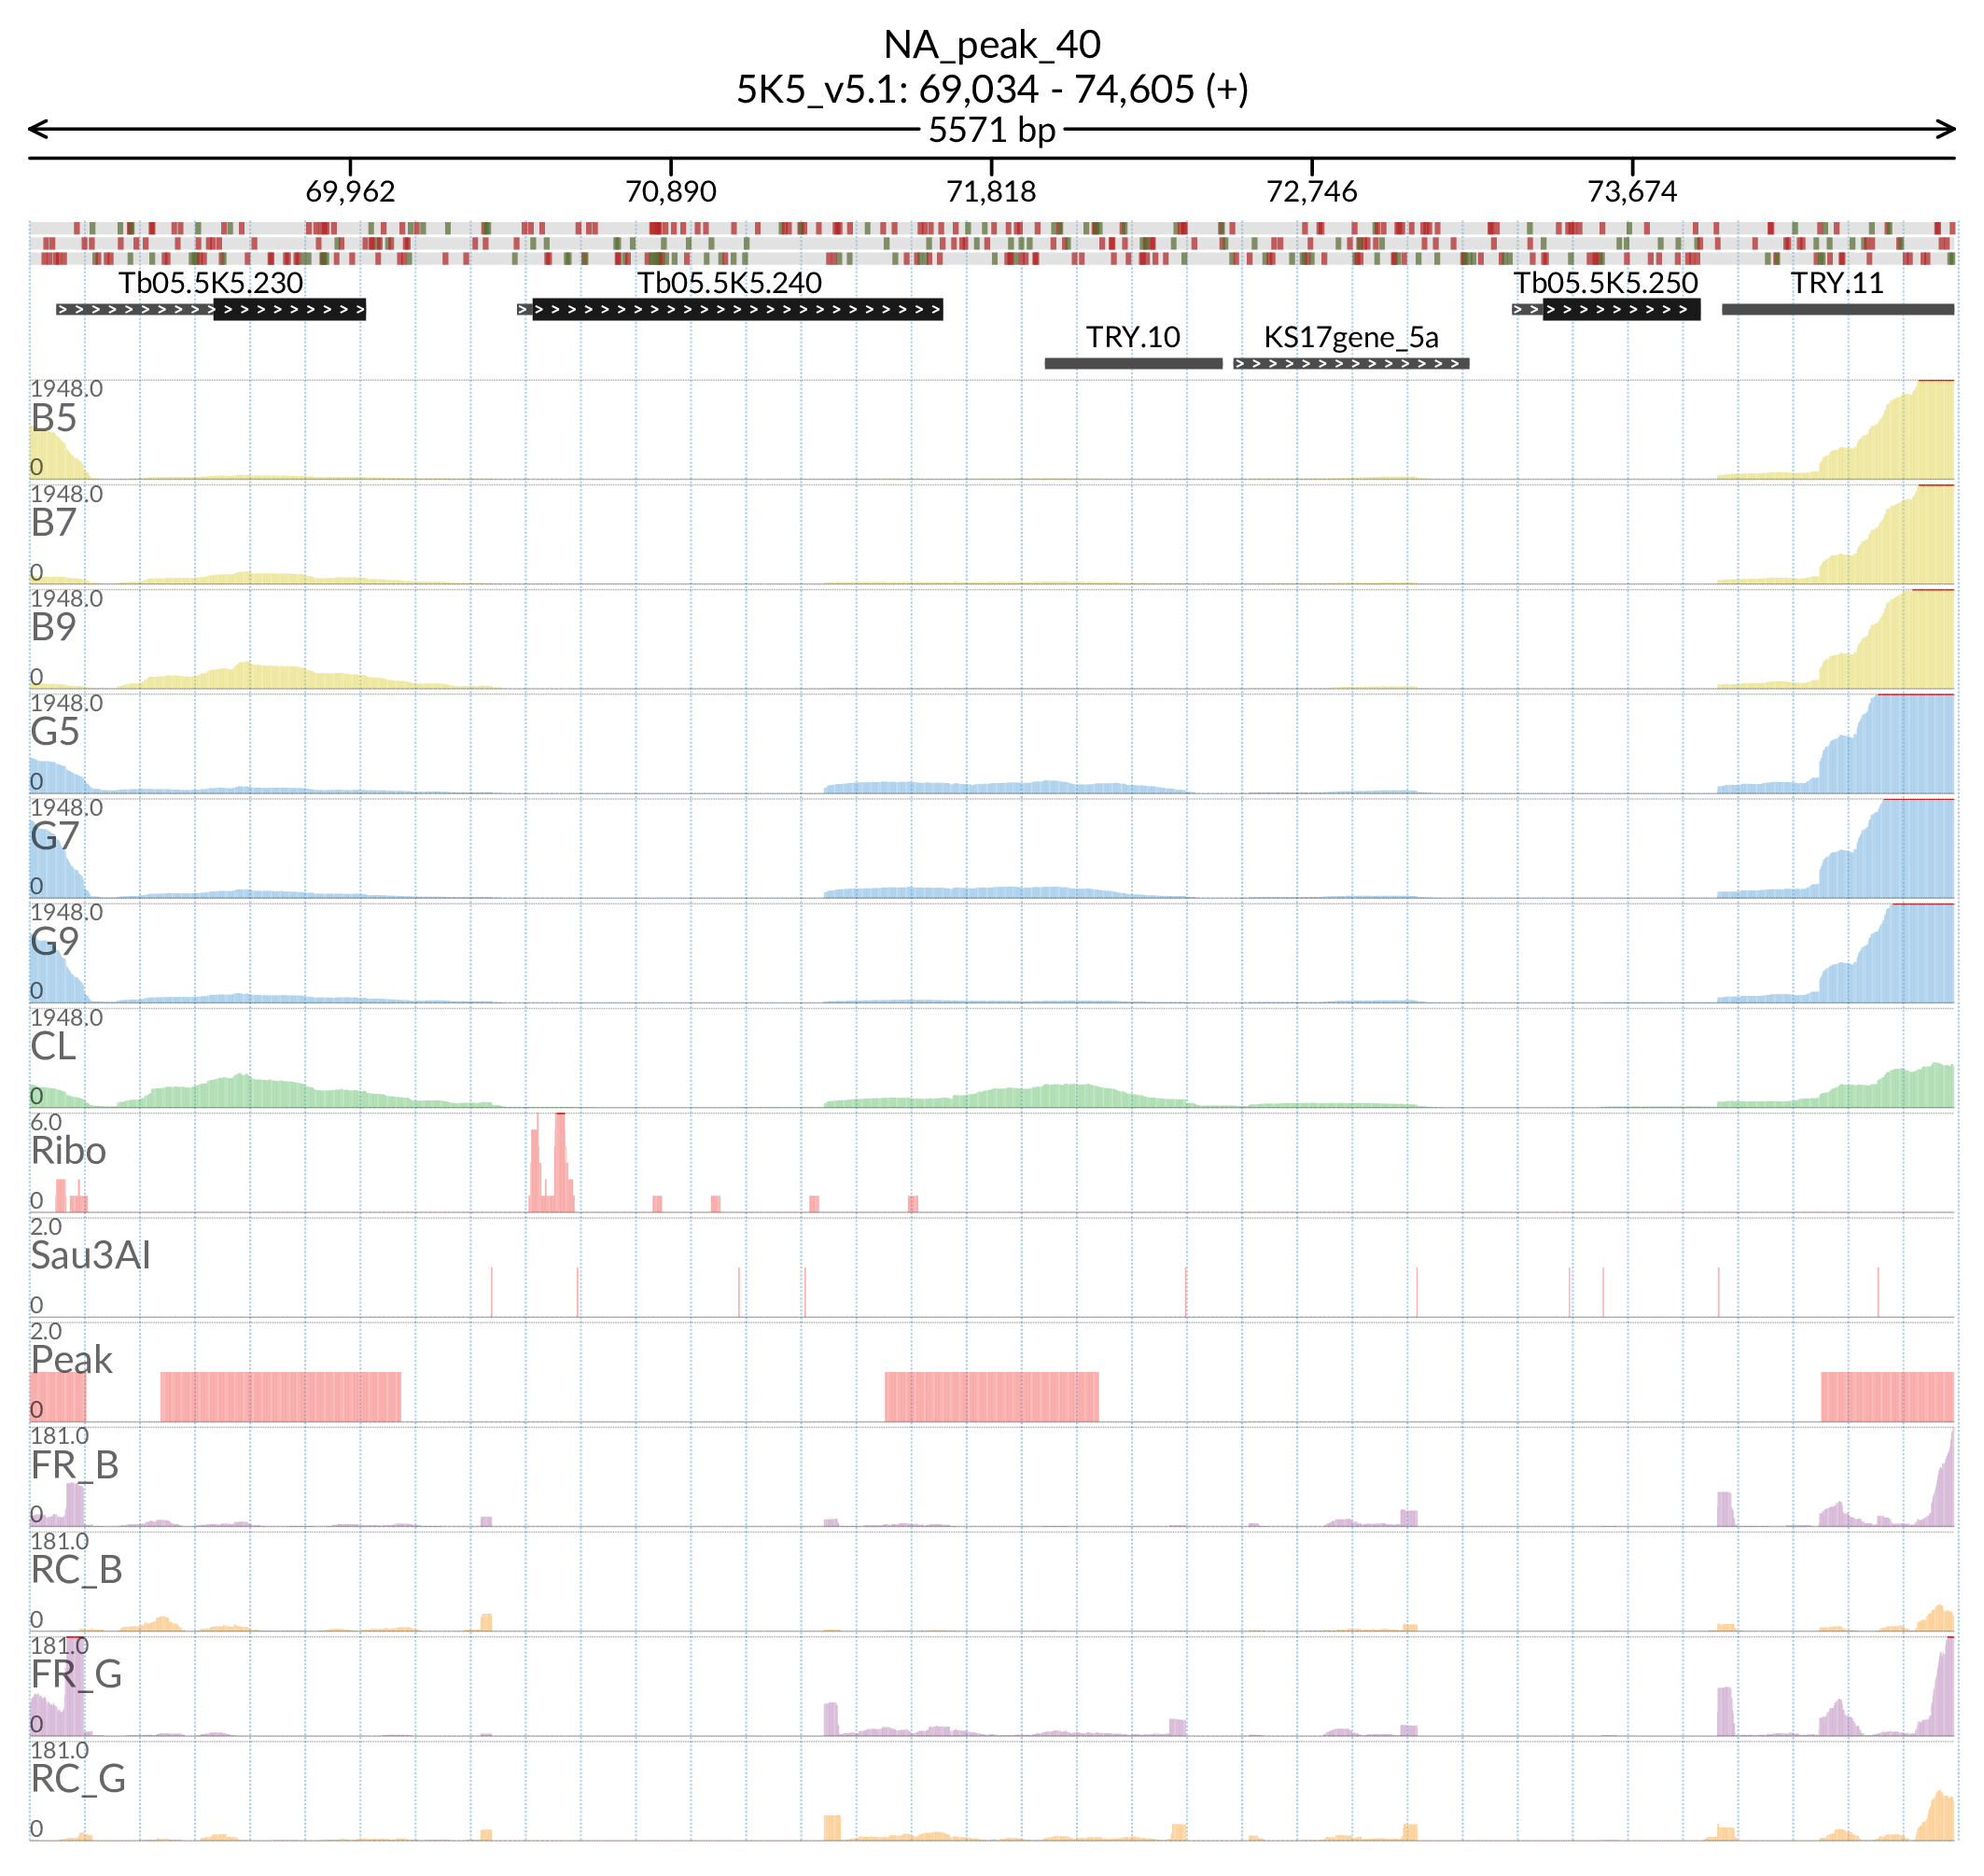 NA_peak_40
5K5_v5.1: 69,034 - 74,605 (+)
5571 bp
69,962 70,890 71,818 72,746 73,674
Tb05.5K5.230 Tb05.5K5.240 Tb05.5K5.250 TRY.11
TRY.10 KS17gene_5a
1948.0
B5
0
1948.0
B7
0
1948.0
B9
0
1948.0
G5
0
1948.0
G7
0
1948.0
G9
0
1948.0
CL
0
6.0
Ribo
0
2.0
Sau3AI
0
2.0
Peak
0
181.0
FR_B
0
181.0
RC_B
0
181.0
FR_G
0
181.0
RC_G
0